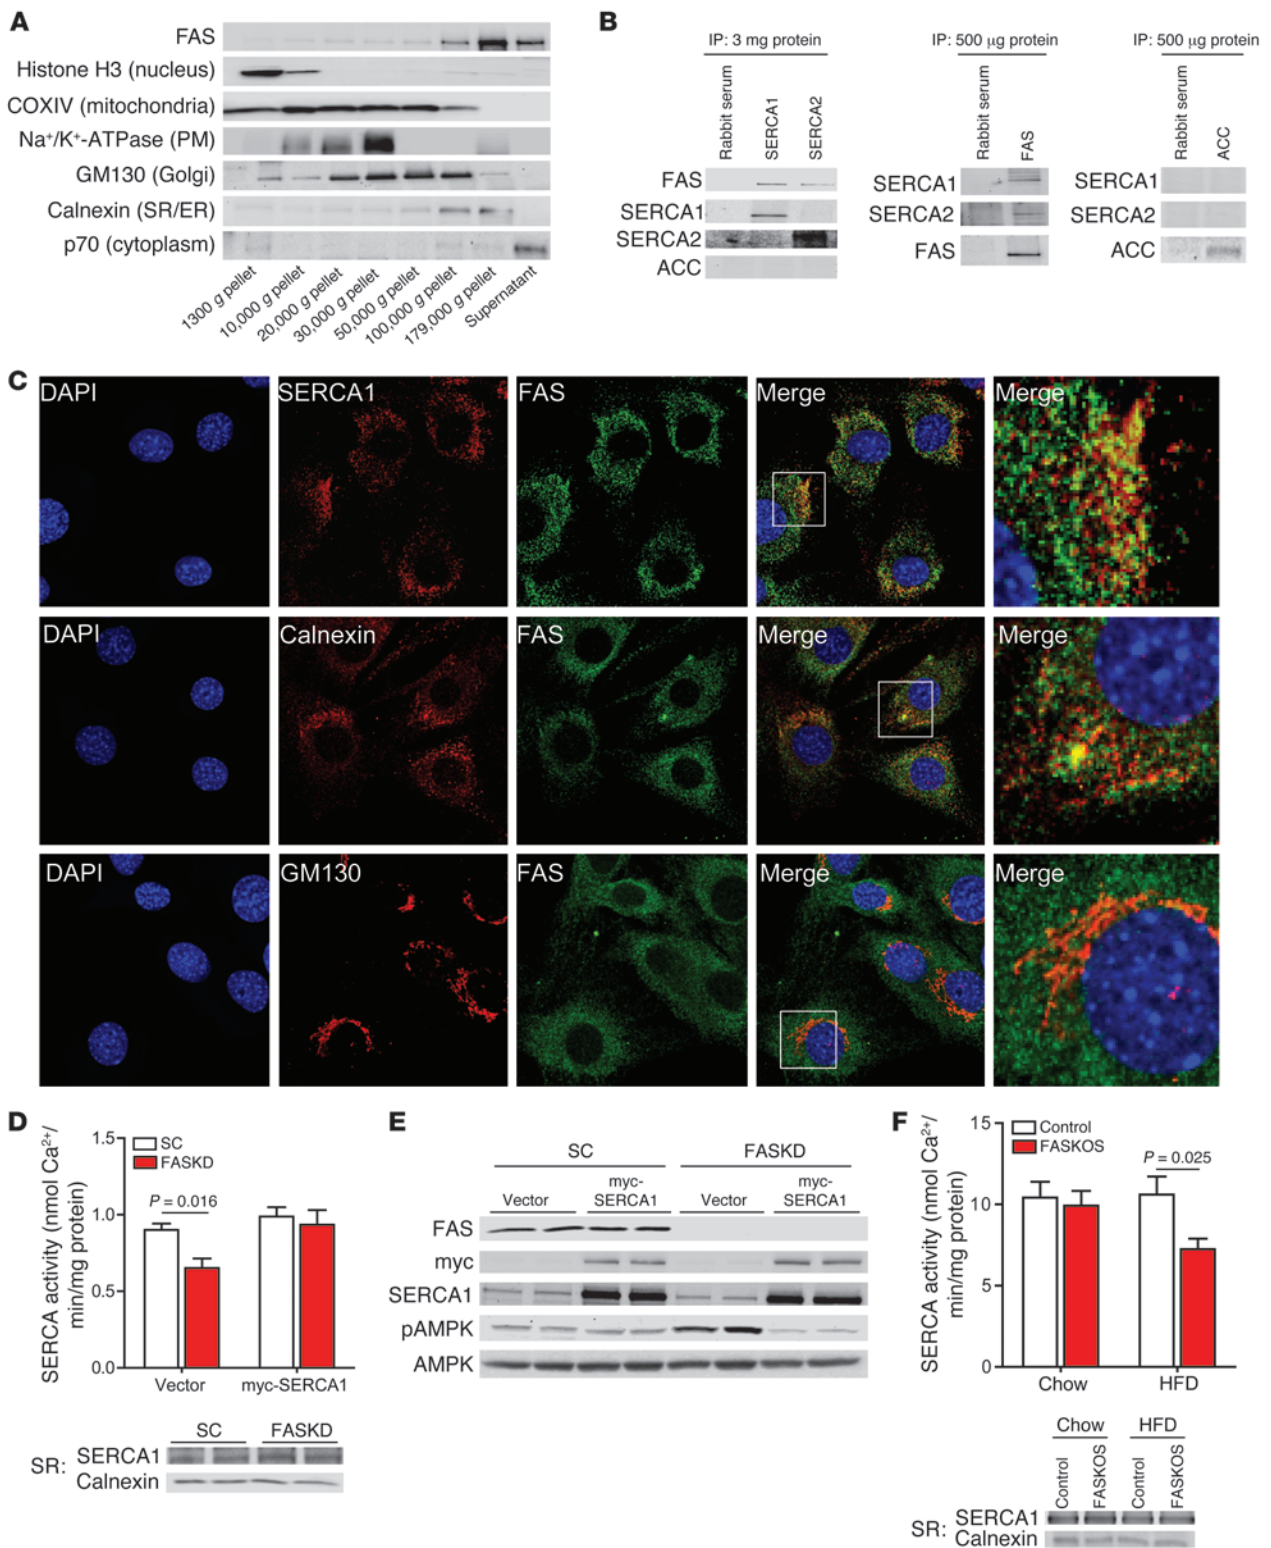 A
FAS
Histone H3 (nucleus)
COXIV (mitochondria)
Na⁺/K⁺-ATPase (PM)
GM130 (Golgi)
Calnexin (SR/ER)
p70 (cytoplasm)
1300 g pellet
10,000 g pellet
20,000 g pellet
30,000 g pellet
50,000 g pellet
100,000 g pellet
179,000 g pellet
Supernatant
B
IP: 3 mg protein
Rabbit serum
SERCA1
SERCA2
FAS
SERCA1
SERCA2
ACC
IP: 500 µg protein
Rabbit serum
FAS
SERCA1
SERCA2
FAS
IP: 500 µg protein
Rabbit serum
ACC
SERCA1
SERCA2
ACC
C
DAPI SERCA1 FAS Merge Merge
DAPI Calnexin FAS Merge Merge
DAPI GM130 FAS Merge Merge
D
SERCA activity (nmol Ca²⁺/
min/mg protein)
1.5
1.0
0.5
0.0
SC
FASKD
P = 0.016
Vector myc-SERCA1
SC FASKD
SR:
SERCA1
Calnexin
E
SC FASKD
Vector myc-SERCA1 Vector myc-SERCA1
FAS
myc
SERCA1
pAMPK
AMPK
F
SERCA activity (nmol Ca²⁺/
min/mg protein)
15
10
5
0
Control
FASKOS
P = 0.025
Chow HFD
Chow HFD
Control FASKOS Control FASKOS
SR:
SERCA1
Calnexin